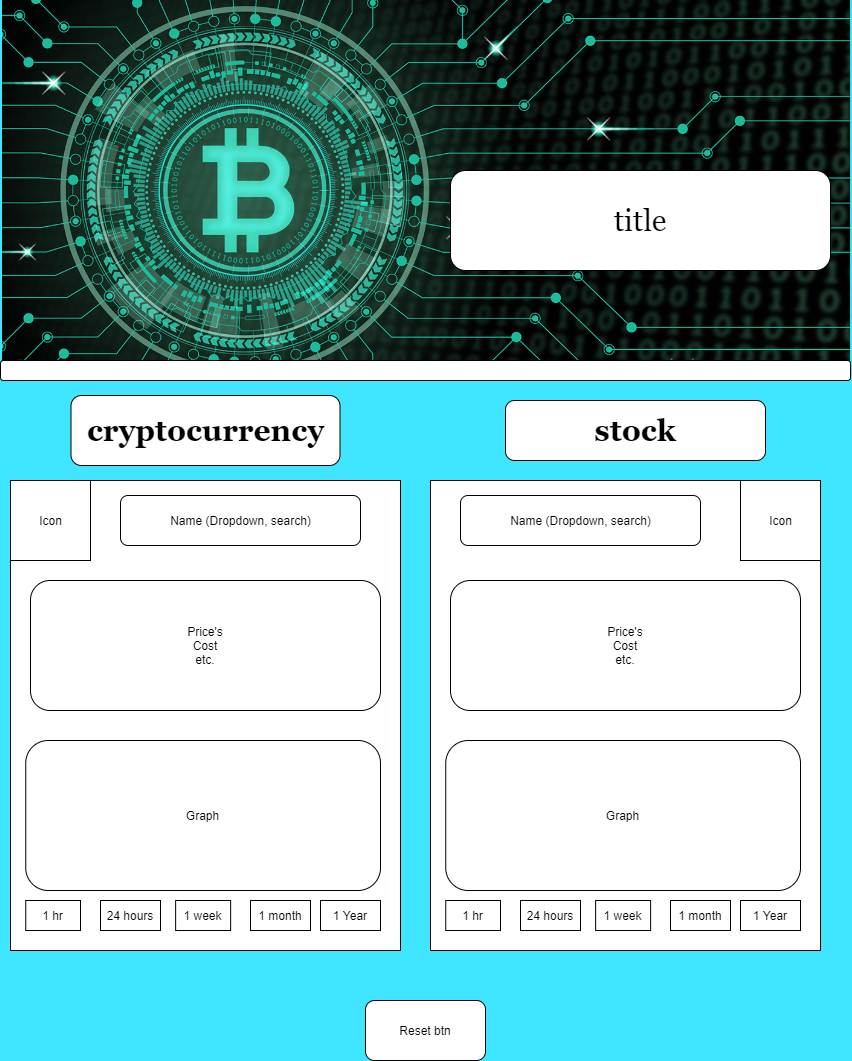 title
cryptocurrency
stock
Icon
Name (Dropdown, search)
Name (Dropdown, search)
Icon
Price's
Cost
etc.
Price's
Cost
etc.
Graph
Graph
1 hr
24 hours
1 week
1 month
1 Year
1 hr
24 hours
1 week
1 month
1 Year
Reset btn